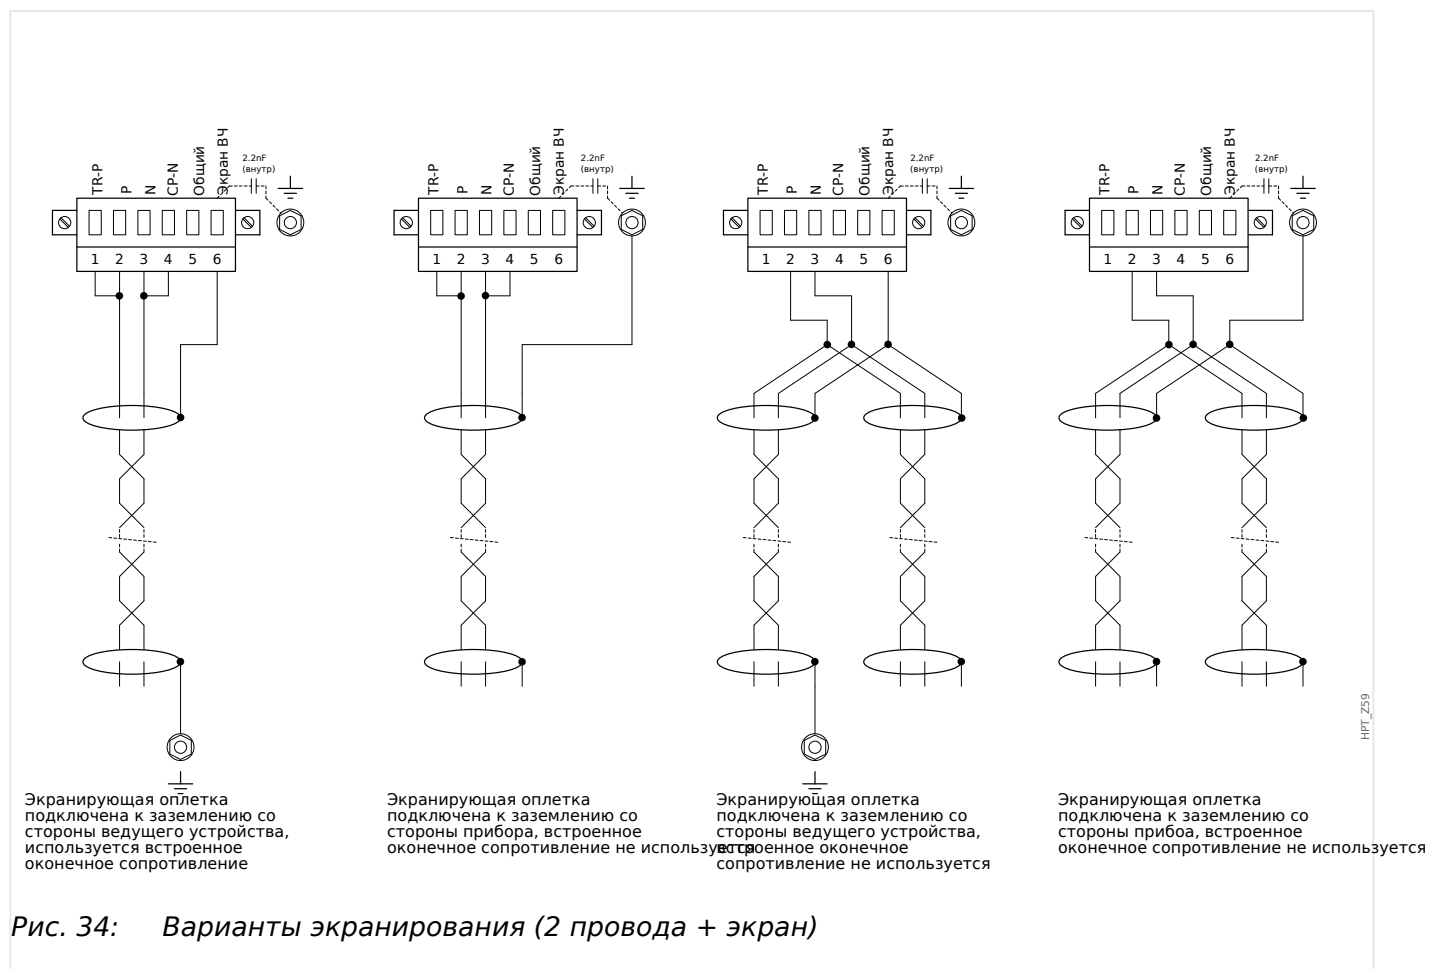 TR-P P N CP-N Общий Экран ВЧ
2.2nF
(внутр)
1 2 3 4 5 6
TR-P P N CP-N Общий Экран ВЧ
2.2nF
(внутр)
1 2 3 4 5 6
TR-P P N CP-N Общий Экран ВЧ
2.2nF
(внутр)
1 2 3 4 5 6
TR-P P N CP-N Общий Экран ВЧ
2.2nF
(внутр)
1 2 3 4 5 6
HPT_Z59
Экранирующая оплетка
подключена к заземлению со
стороны ведущего устройства,
используется встроенное
оконечное сопротивление
Экранирующая оплетка
подключена к заземлению со
стороны прибора, встроенное
оконечное сопротивление не используется
Экранирующая оплетка
подключена к заземлению со
стороны ведущего устройства,
встроенное оконечное
сопротивление не используется
Экранирующая оплетка
подключена к заземлению со
стороны прибоа, встроенное
оконечное сопротивление не используется
Рис. 34: Варианты экранирования (2 провода + экран)